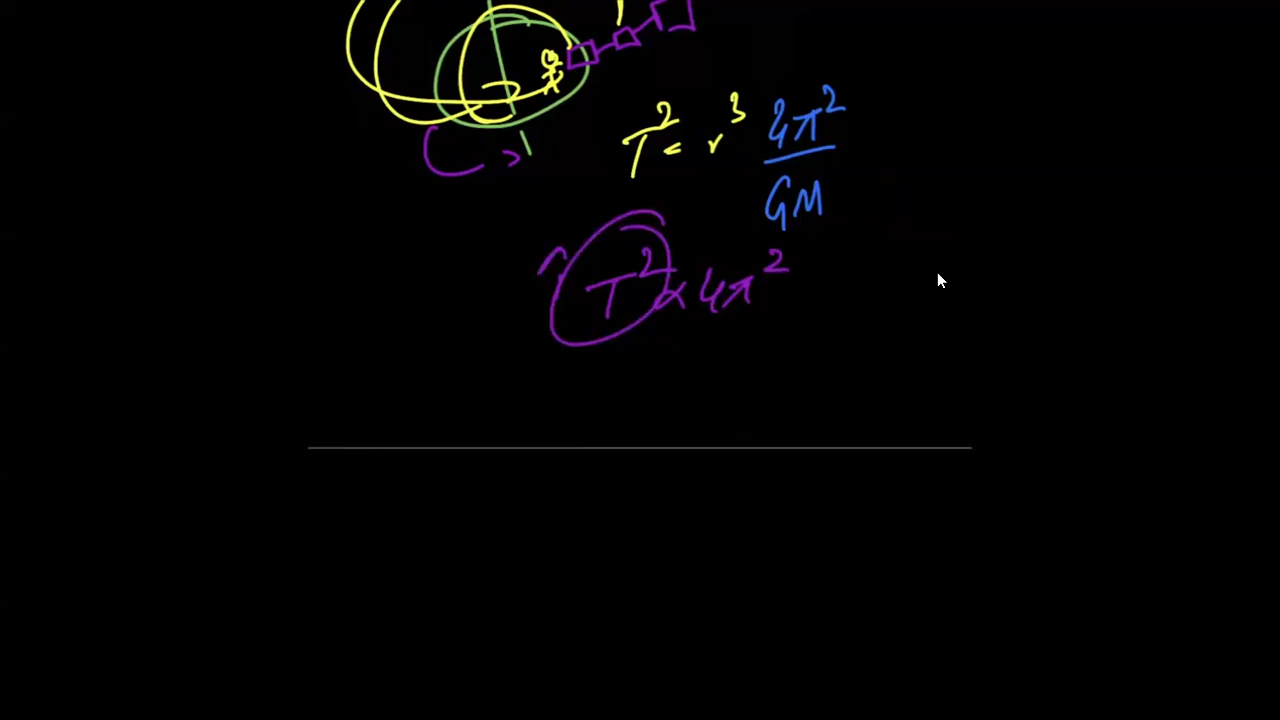 T² = r³ 4π² / GM
T² α 4π²